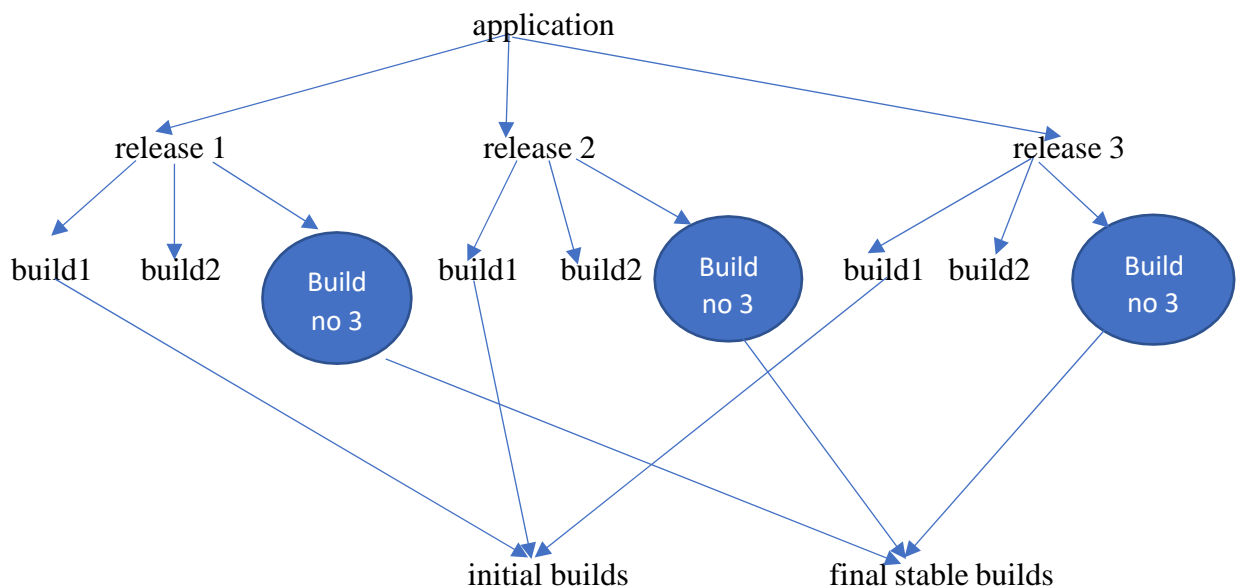 application
release 1
release 2
release 3
build1
build2
Build
no 3
build1
build2
Build
no 3
build1
build2
Build
no 3
initial builds
final stable builds